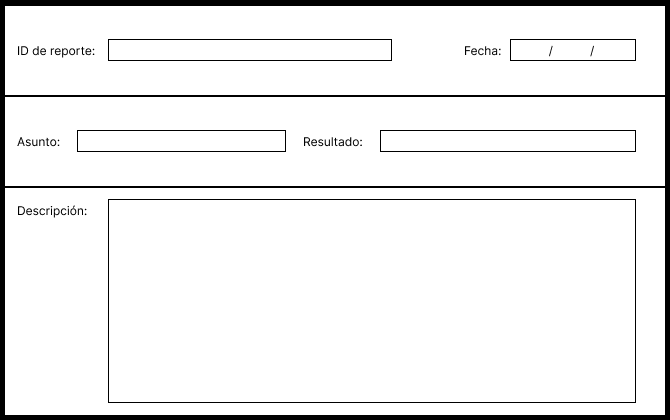 ID de reporte: Fecha: / /
Asunto: Resultado:
Descripción: